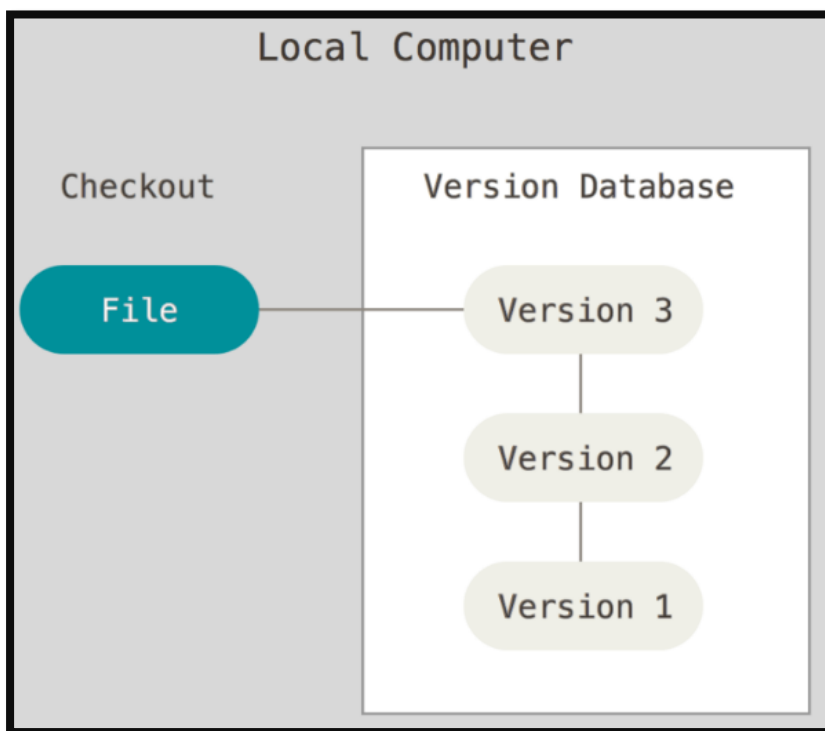 Local Computer
Checkout
Version Database
File
Version 3
Version 2
Version 1